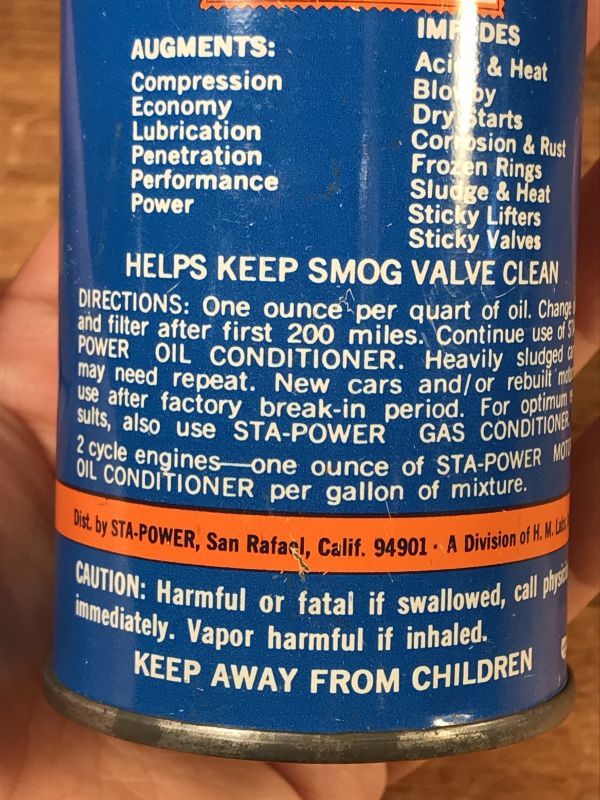 AUGMENTS:
Compression
Economy
Lubrication
Penetration
Performance
Power
IMPEDES
Acids & Heat
Blowby
Dry Starts
Corrosion & Rust
Frozen Rings
Sludge & Heat
Sticky Lifters
Sticky Valves
HELPS KEEP SMOG VALVE CLEAN
DIRECTIONS: One ounce per quart of oil. Change
and filter after first 200 miles. Continue use of
POWER OIL CONDITIONER. Heavily sludged
may need repeat. New cars and/or rebuilt
use after factory break-in period. For optimum
sults, also use STA-POWER GAS CONDITIONER.
2 cycle engines—one ounce of STA-POWER MOTO
OIL CONDITIONER per gallon of mixture.
Dist. by STA-POWER, San Rafael, Calif. 94901 · A Division of H. M. Labs.
CAUTION: Harmful or fatal if swallowed, call physici
immediately. Vapor harmful if inhaled.
KEEP AWAY FROM CHILDREN